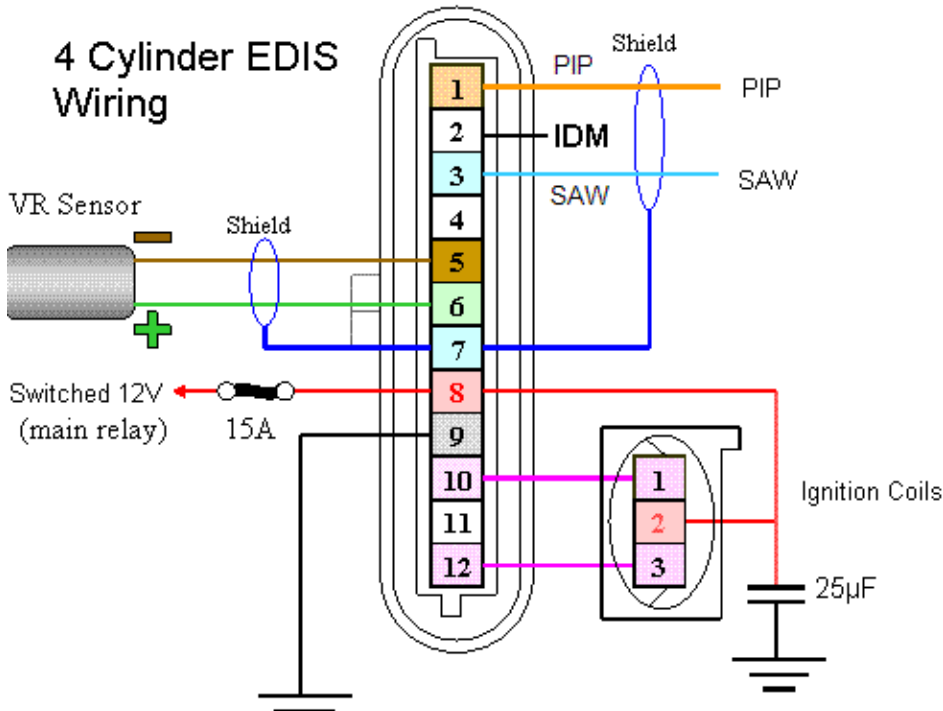 4 Cylinder EDIS
Wiring
Shield
PIP
PIP
IDM
SAW
SAW
VR Sensor
Shield
Switched 12V
(main relay)
15A
1
2
3
4
5
6
7
8
9
10
11
12
1
2
3
Ignition Coils
25µF